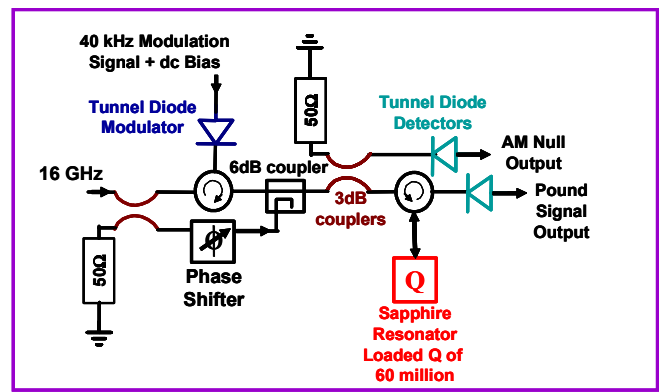 40 kHz Modulation
Signal + dc Bias
Tunnel Diode
Modulator
50Ω
Tunnel Diode
Detectors
AM Null
Output
16 GHz
6dB coupler
3dB
couplers
Pound
Signal
Output
50Ω
ϕ
Phase
Shifter
Q
Sapphire
Resonator
Loaded Q of
60 million